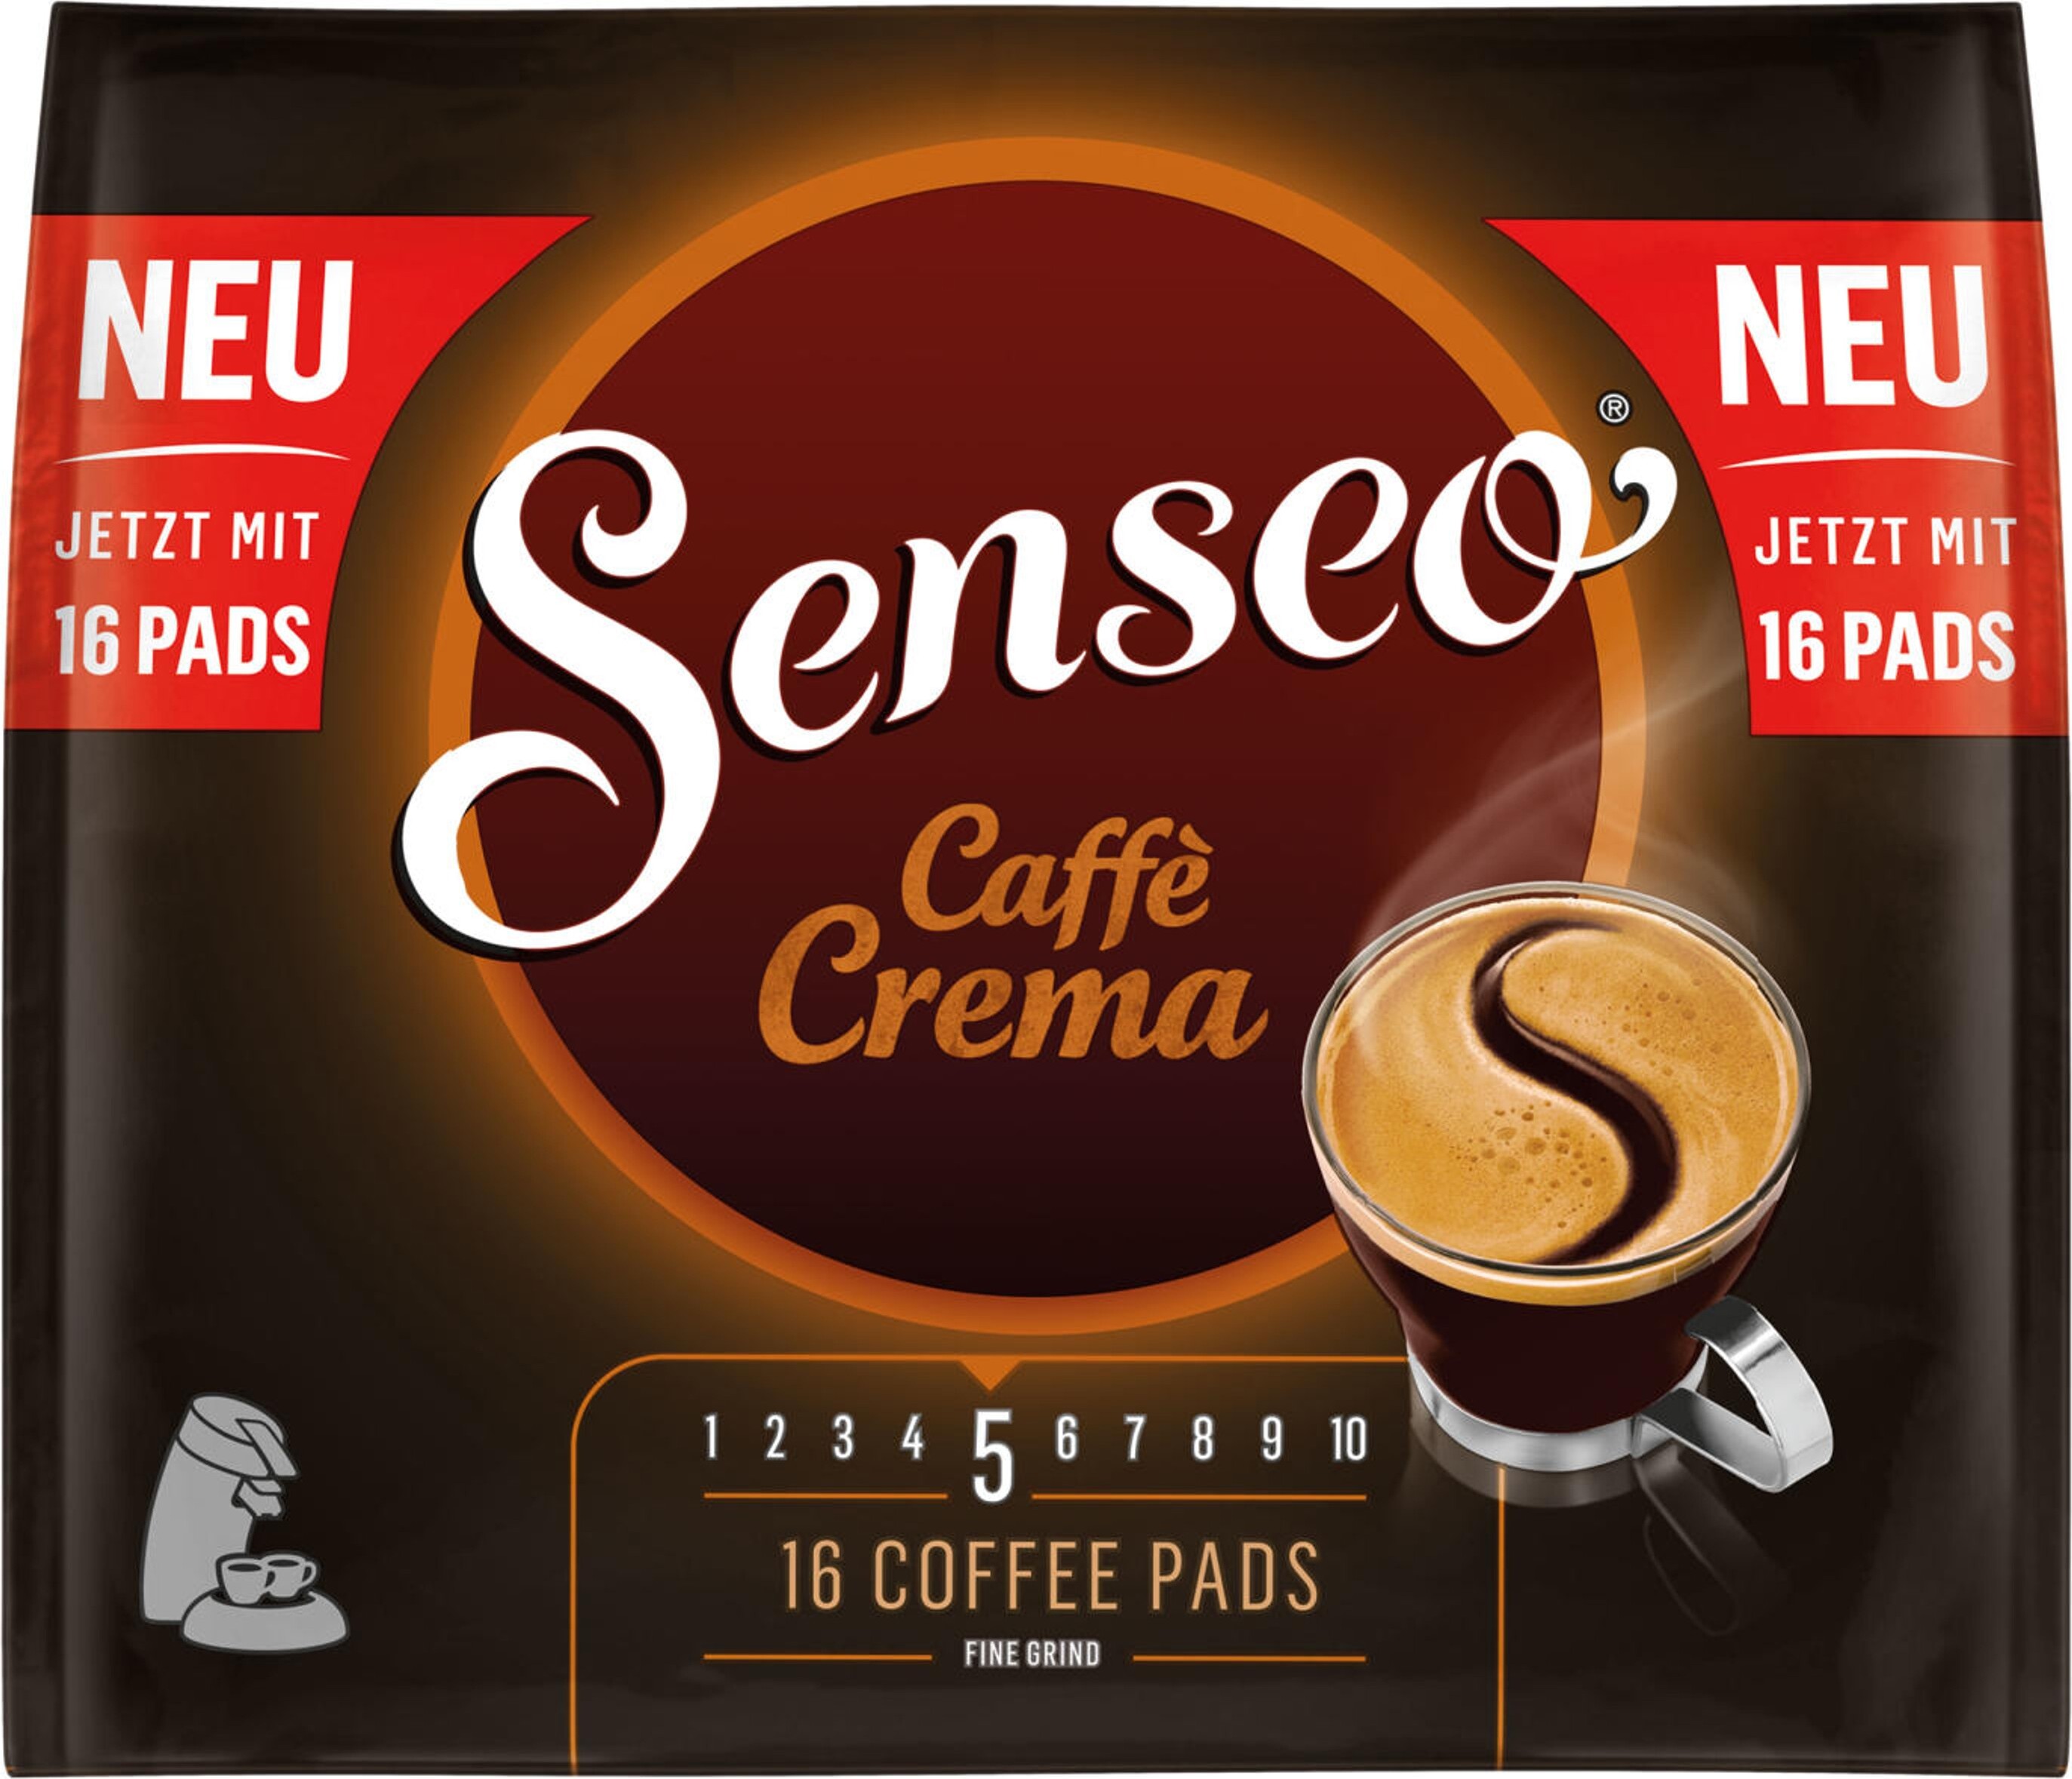 NEU
JETZT MIT
16 PADS
NEU
JETZT MIT
16 PADS
Senseo®
Caffè
Crema
1 2 3 4 5 6 7 8 9 10
16 COFFEE PADS
FINE GRIND